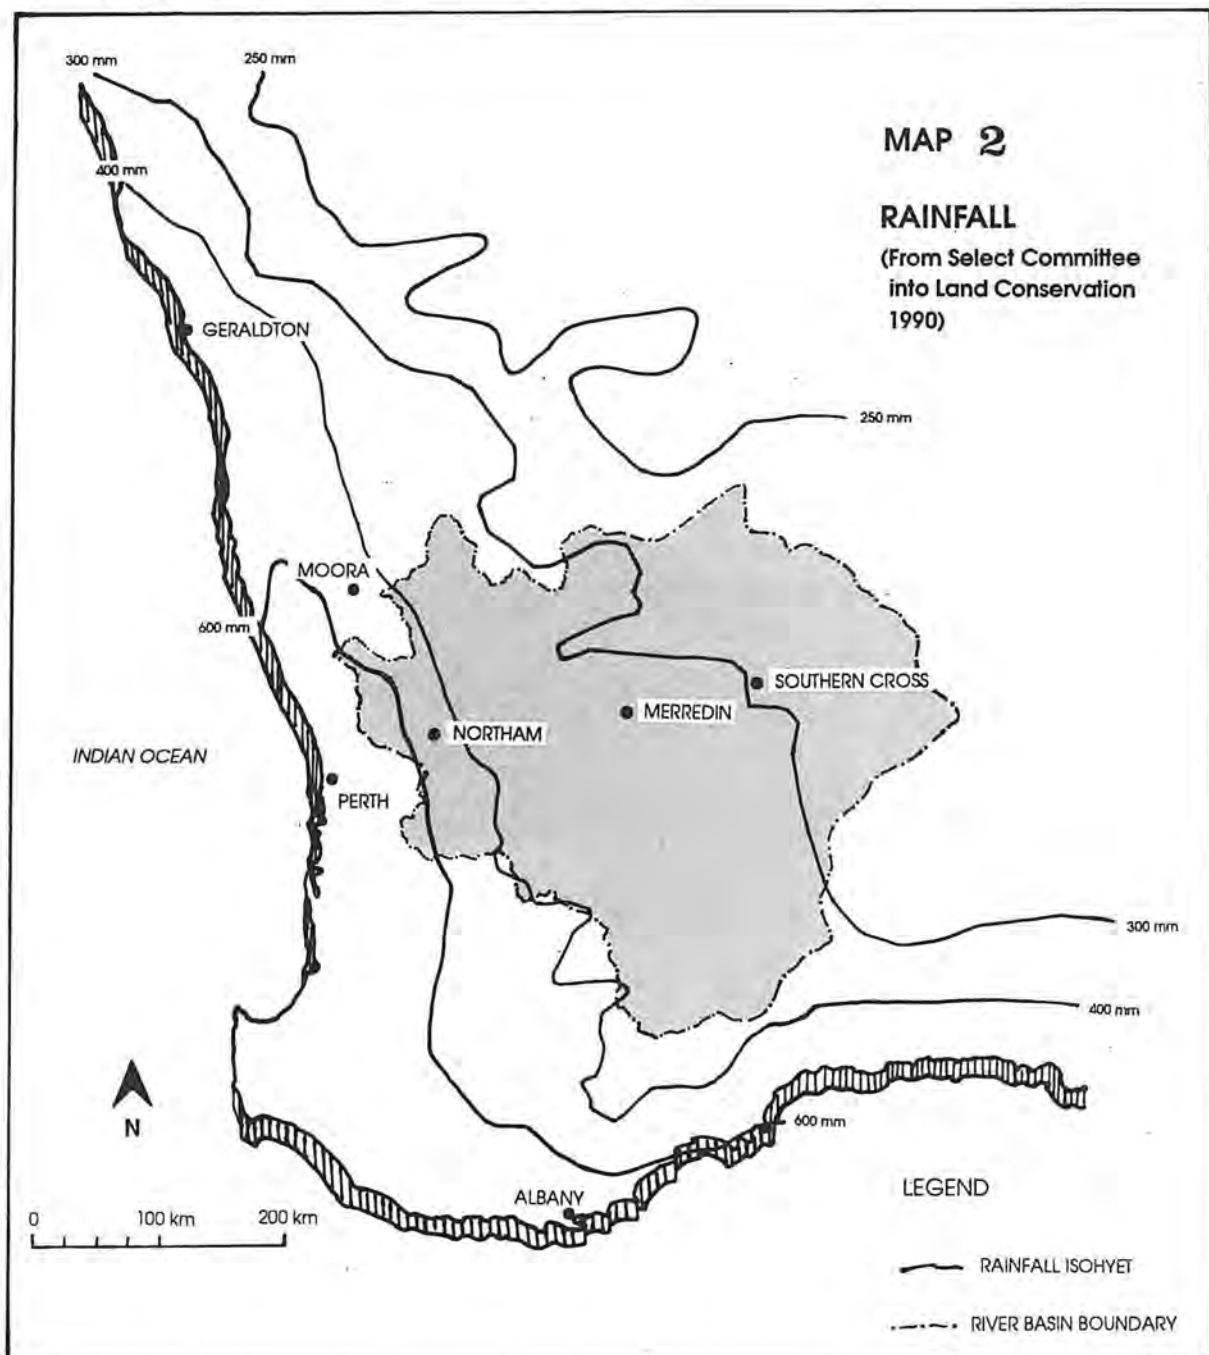 300 mm
250 mm
MAP 2
400 mm
RAINFALL
(From Select Committee
into Land Conservation
1990)
GERALDTON
250 mm
MOORA
600 mm
SOUTHERN CROSS
MERREDIN
NORTHAM
INDIAN OCEAN
PERTH
300 mm
400 mm
N
600 mm
LEGEND
ALBANY
0 100 km 200 km
RAINFALL ISOHYET
RIVER BASIN BOUNDARY